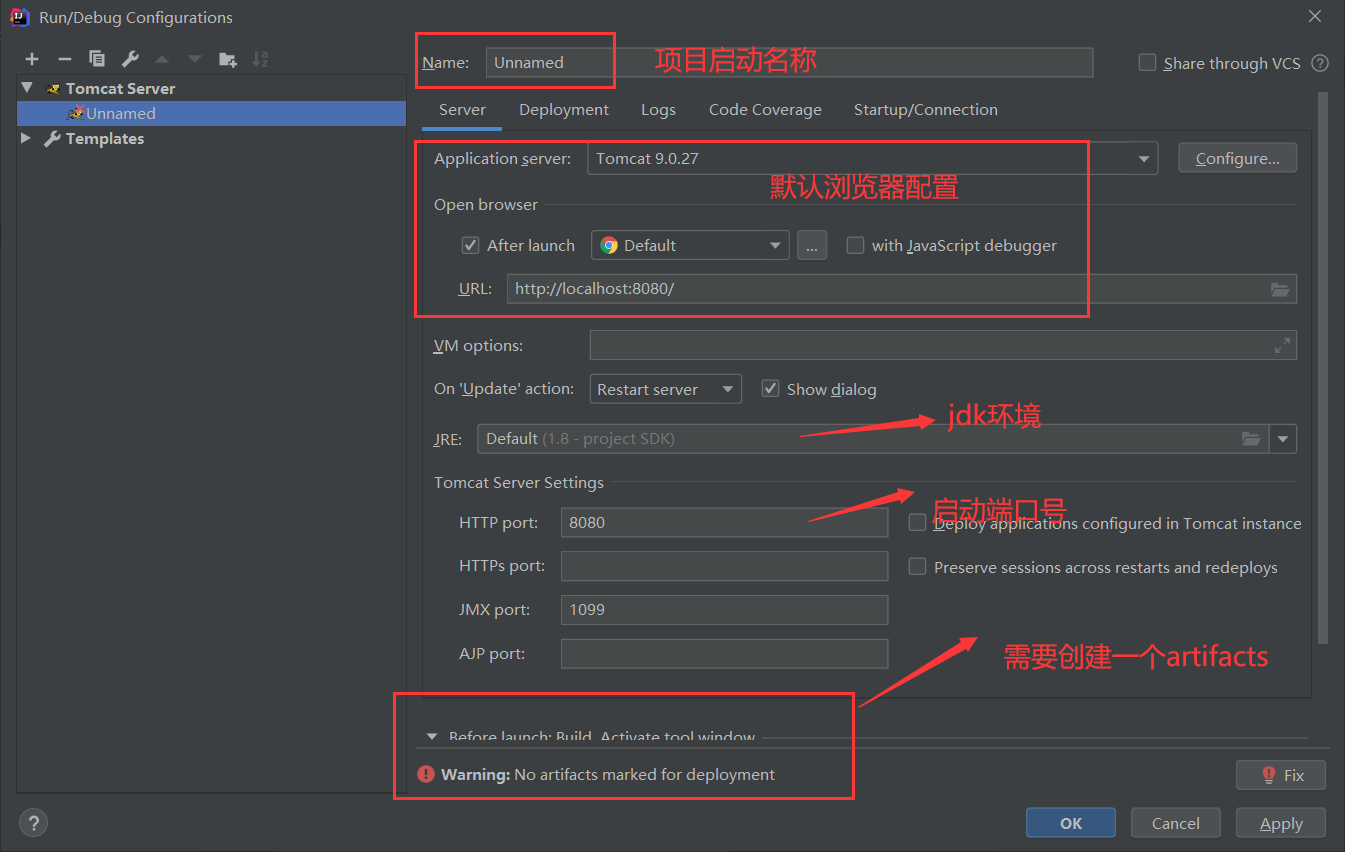 Run/Debug Configurations
Name: Unnamed 项目启动名称 Share through VCS
Tomcat Server
Unnamed
Templates
Server Deployment Logs Code Coverage Startup/Connection
Application server: Tomcat 9.0.27 Configure...
默认浏览器配置
Open browser
After launch Default ... with JavaScript debugger
URL: http://localhost:8080/
VM options:
On 'Update' action: Restart server Show dialog
jdk环境
JRE: Default (1.8 - project SDK)
Tomcat Server Settings
启动端口号
HTTP port: 8080 Deploy applications configured in Tomcat instance
HTTPs port: Preserve sessions across restarts and redeploys
JMX port: 1099
AJP port:
需要创建一个artifacts
Before launch: Build, Activate tool window
Warning: No artifacts marked for deployment Fix
? OK Cancel Apply